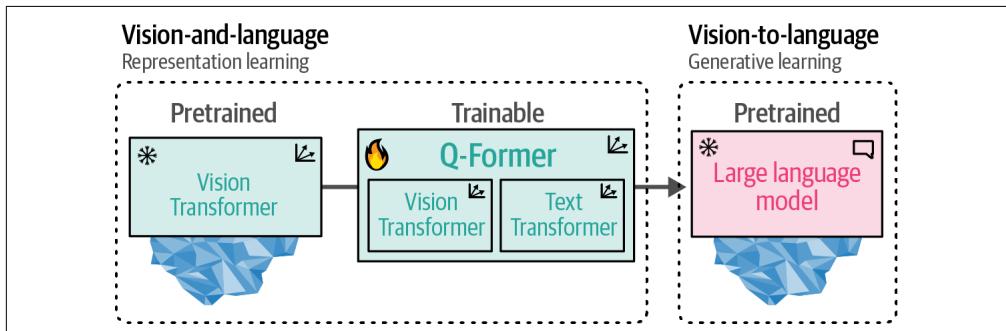 Vision-and-language
Representation learning
Vision-to-language
Generative learning
Pretrained
Trainable
Pretrained
Vision
Transformer
Q-Former
Vision
Transformer
Text
Transformer
Large language
model